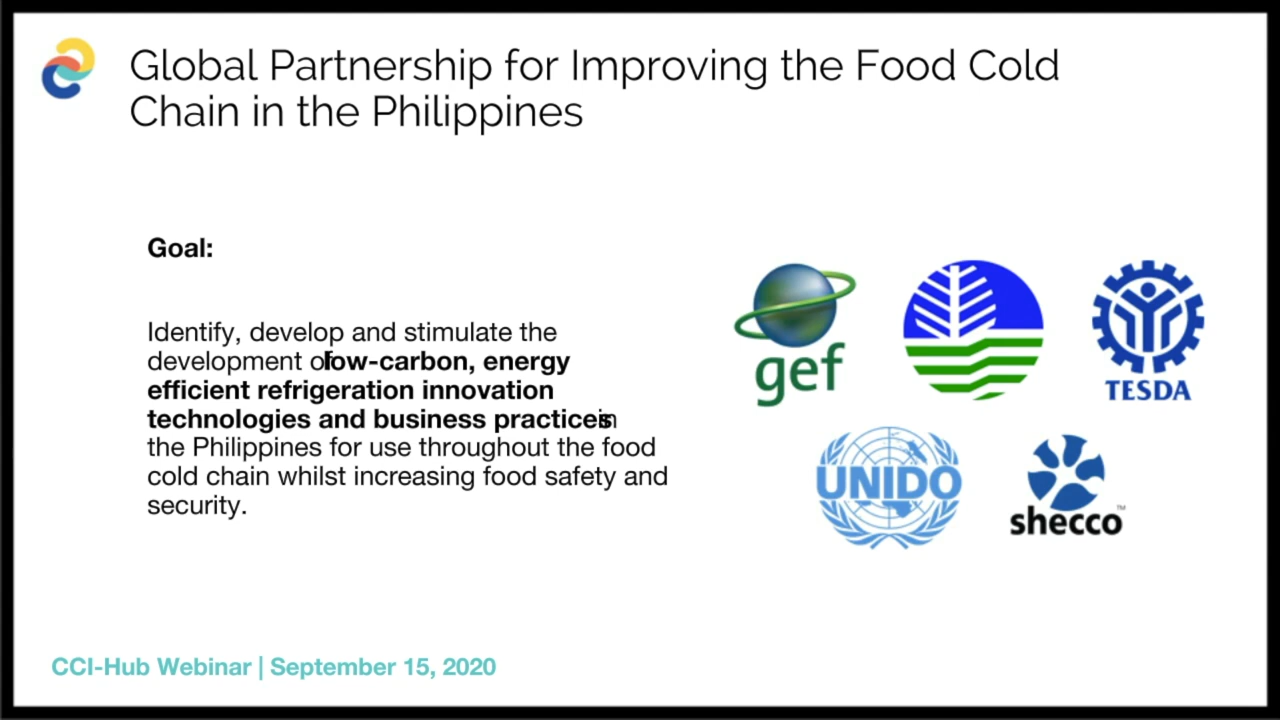 Global Partnership for Improving the Food Cold
Chain in the Philippines
Goal:
Identify, develop and stimulate the
development of low-carbon, energy
efficient refrigeration innovation
technologies and business practices in
the Philippines for use throughout the food
cold chain whilst increasing food safety and
security.
gef
TESDA
UNIDO
shecco™
CCI-Hub Webinar | September 15, 2020